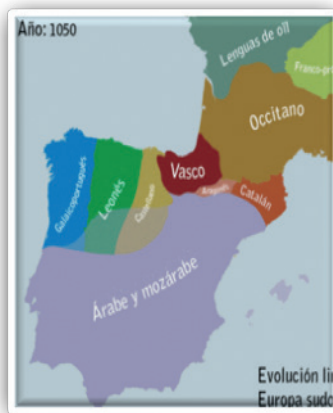 Año: 1050
Lenguas de oïl
Franco-pr
Occitano
Vasco
Galaicoportugués
Leonés
Castellano
Aragonés
Catalán
Árabe y mozárabe
Evolución li
Europa sudo